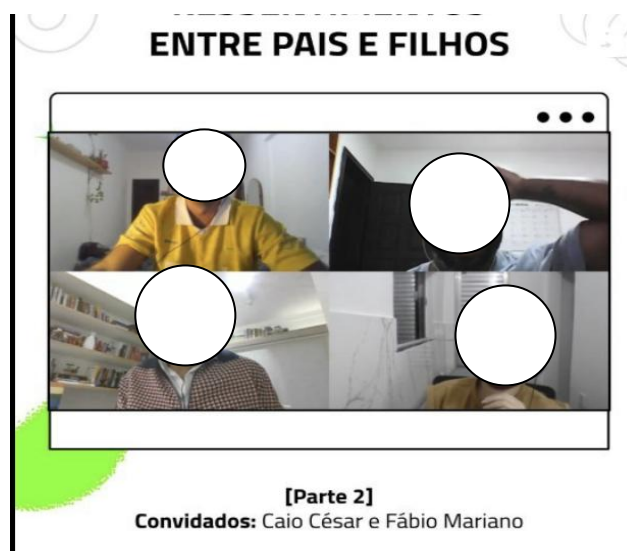 ENTRE PAIS E FILHOS
[Parte 2]
Convidados: Caio César e Fábio Mariano